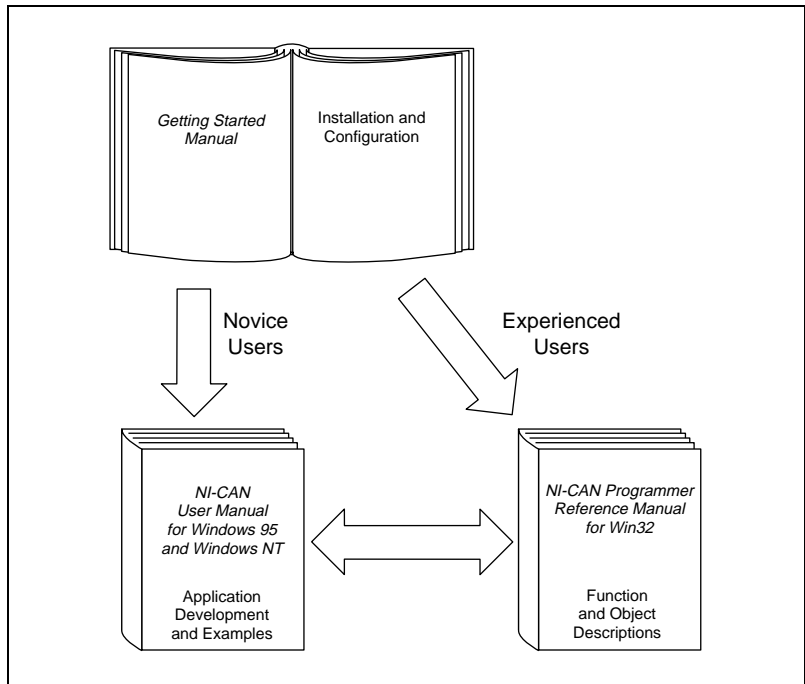 Getting Started
Manual
Installation and
Configuration
Novice
Users
Experienced
Users
NI-CAN
User Manual
for Windows 95
and Windows NT
Application
Development
and Examples
NI-CAN Programmer
Reference Manual
for Win32
Function
and Object
Descriptions